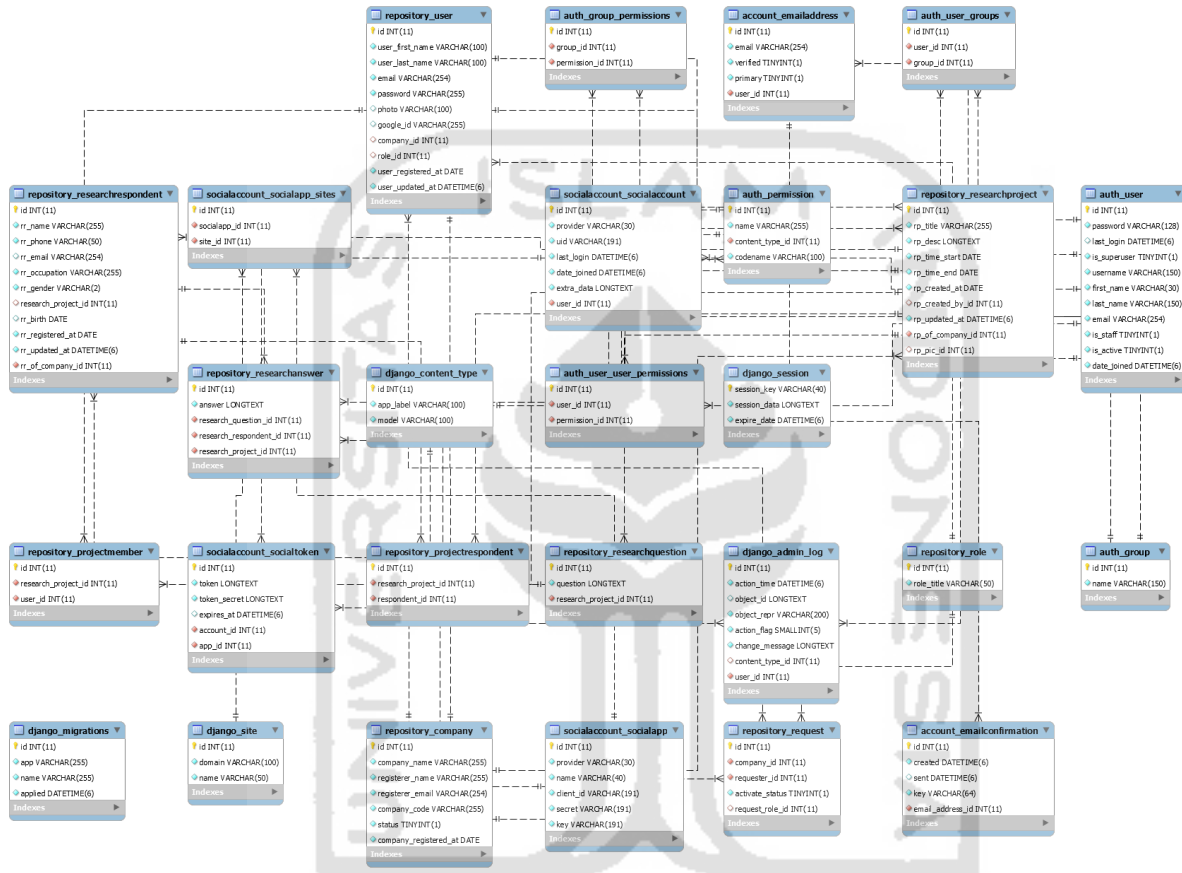 repository_user
id INT(11)
user_first_name VARCHAR(100)
user_last_name VARCHAR(100)
email VARCHAR(254)
password VARCHAR(255)
photo VARCHAR(100)
google_id VARCHAR(255)
company_id INT(11)
role_id INT(11)
user_registered_at DATE
user_updated_at DATETIME(6)
Indexes
auth_group_permissions
id INT(11)
group_id INT(11)
permission_id INT(11)
Indexes
account_emailaddress
id INT(11)
email VARCHAR(254)
verified TINYINT(1)
primary TINYINT(1)
user_id INT(11)
Indexes
auth_user_groups
id INT(11)
user_id INT(11)
group_id INT(11)
Indexes
repository_researchrespondent
id INT(11)
rr_name VARCHAR(255)
rr_phone VARCHAR(50)
rr_email VARCHAR(254)
rr_occupation VARCHAR(255)
rr_gender VARCHAR(2)
research_project_id INT(11)
rr_birth DATE
rr_registered_at DATE
rr_updated_at DATETIME(6)
rr_of_company_id INT(11)
Indexes
socialaccount_socialapp_sites
id INT(11)
socialapp_id INT(11)
site_id INT(11)
Indexes
socialaccount_socialaccount
id INT(11)
provider VARCHAR(30)
uid VARCHAR(191)
last_login DATETIME(6)
date_joined DATETIME(6)
extra_data LONGTEXT
user_id INT(11)
Indexes
auth_permission
id INT(11)
name VARCHAR(255)
content_type_id INT(11)
codename VARCHAR(100)
Indexes
repository_researchproject
id INT(11)
rp_title VARCHAR(255)
rp_desc LONGTEXT
rp_time_start DATE
rp_time_end DATE
rp_created_at DATE
rp_created_by_id INT(11)
rp_updated_at DATETIME(6)
rp_of_company_id INT(11)
rp_pic_id INT(11)
Indexes
auth_user
id INT(11)
password VARCHAR(128)
last_login DATETIME(6)
is_superuser TINYINT(1)
username VARCHAR(150)
first_name VARCHAR(30)
last_name VARCHAR(150)
email VARCHAR(254)
is_staff TINYINT(1)
is_active TINYINT(1)
date_joined DATETIME(6)
Indexes
repository_researchanswer
id INT(11)
answer LONGTEXT
research_question_id INT(11)
research_respondent_id INT(11)
research_project_id INT(11)
Indexes
django_content_type
id INT(11)
app_label VARCHAR(100)
model VARCHAR(100)
Indexes
auth_user_user_permissions
id INT(11)
user_id INT(11)
permission_id INT(11)
Indexes
django_session
session_key VARCHAR(40)
session_data LONGTEXT
expire_date DATETIME(6)
Indexes
repository_projectmember
id INT(11)
research_project_id INT(11)
user_id INT(11)
Indexes
socialaccount_socialtoken
id INT(11)
token LONGTEXT
token_secret LONGTEXT
expires_at DATETIME(6)
account_id INT(11)
app_id INT(11)
Indexes
repository_projectrespondent
id INT(11)
research_project_id INT(11)
respondent_id INT(11)
Indexes
repository_researchquestion
id INT(11)
question LONGTEXT
research_project_id INT(11)
Indexes
django_admin_log
id INT(11)
action_time DATETIME(6)
object_id LONGTEXT
object_repr VARCHAR(200)
action_flag SMALLINT(5)
change_message LONGTEXT
content_type_id INT(11)
user_id INT(11)
Indexes
repository_role
id INT(11)
role_title VARCHAR(50)
Indexes
auth_group
id INT(11)
name VARCHAR(150)
Indexes
django_migrations
id INT(11)
app VARCHAR(255)
name VARCHAR(255)
applied DATETIME(6)
Indexes
django_site
id INT(11)
domain VARCHAR(100)
name VARCHAR(50)
Indexes
repository_company
id INT(11)
company_name VARCHAR(255)
registerer_name VARCHAR(255)
registerer_email VARCHAR(254)
company_code VARCHAR(255)
status TINYINT(1)
company_registered_at DATE
Indexes
socialaccount_socialapp
id INT(11)
provider VARCHAR(30)
name VARCHAR(40)
client_id VARCHAR(191)
secret VARCHAR(191)
key VARCHAR(191)
Indexes
repository_request
id INT(11)
company_id INT(11)
requester_id INT(11)
activate_status TINYINT(1)
request_role_id INT(11)
Indexes
account_emailconfirmation
id INT(11)
created DATETIME(6)
sent DATETIME(6)
key VARCHAR(64)
email_address_id INT(11)
Indexes
UNIVERSITAS
ISLAM
INDONESIA